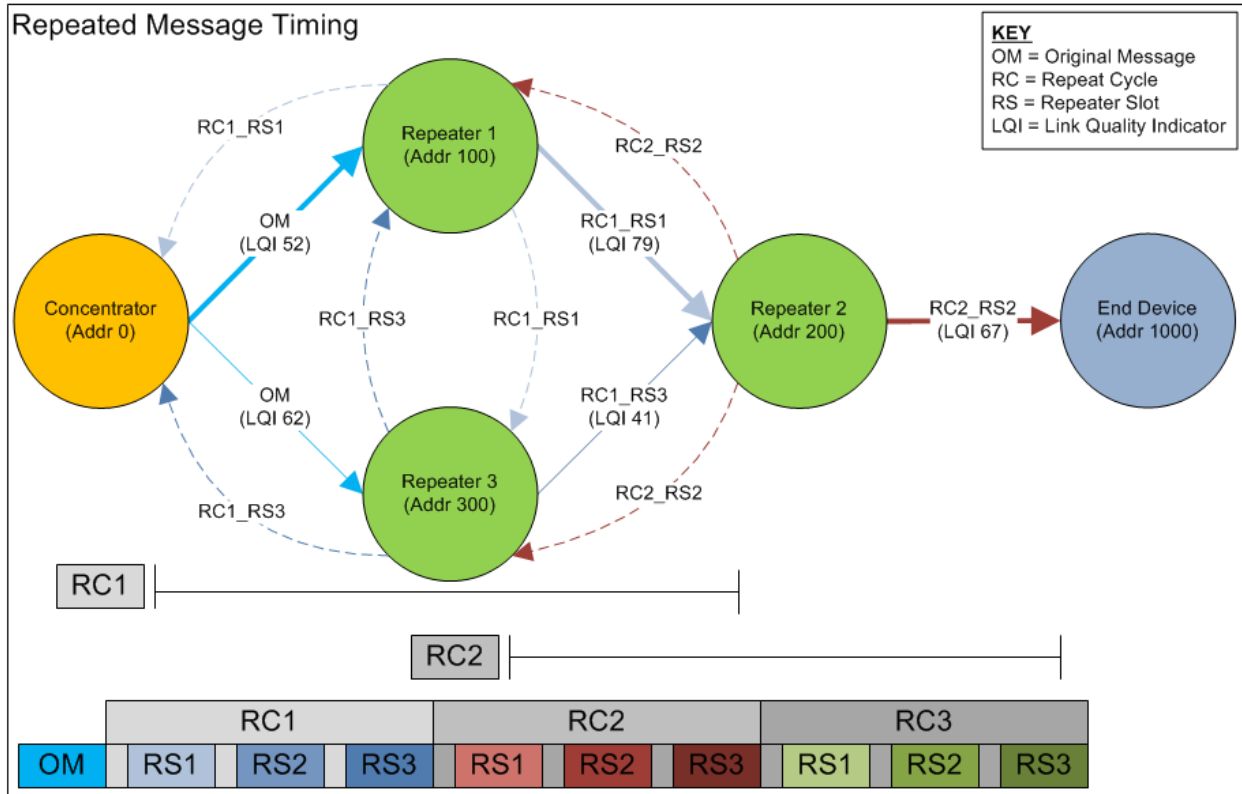 Repeated Message Timing
KEY
OM = Original Message
RC = Repeat Cycle
RS = Repeater Slot
LQI = Link Quality Indicator
RC1_RS1
Repeater 1
(Addr 100)
RC2_RS2
OM
(LQI 52)
RC1_RS1
(LQI 79)
Concentrator
(Addr 0)
RC1_RS3
RC1_RS1
Repeater 2
(Addr 200)
RC2_RS2
(LQI 67)
End Device
(Addr 1000)
OM
(LQI 62)
RC1_RS3
(LQI 41)
RC1_RS3
Repeater 3
(Addr 300)
RC2_RS2
RC1
RC2
RC1 RC2 RC3
OM RS1 RS2 RS3 RS1 RS2 RS3 RS1 RS2 RS3